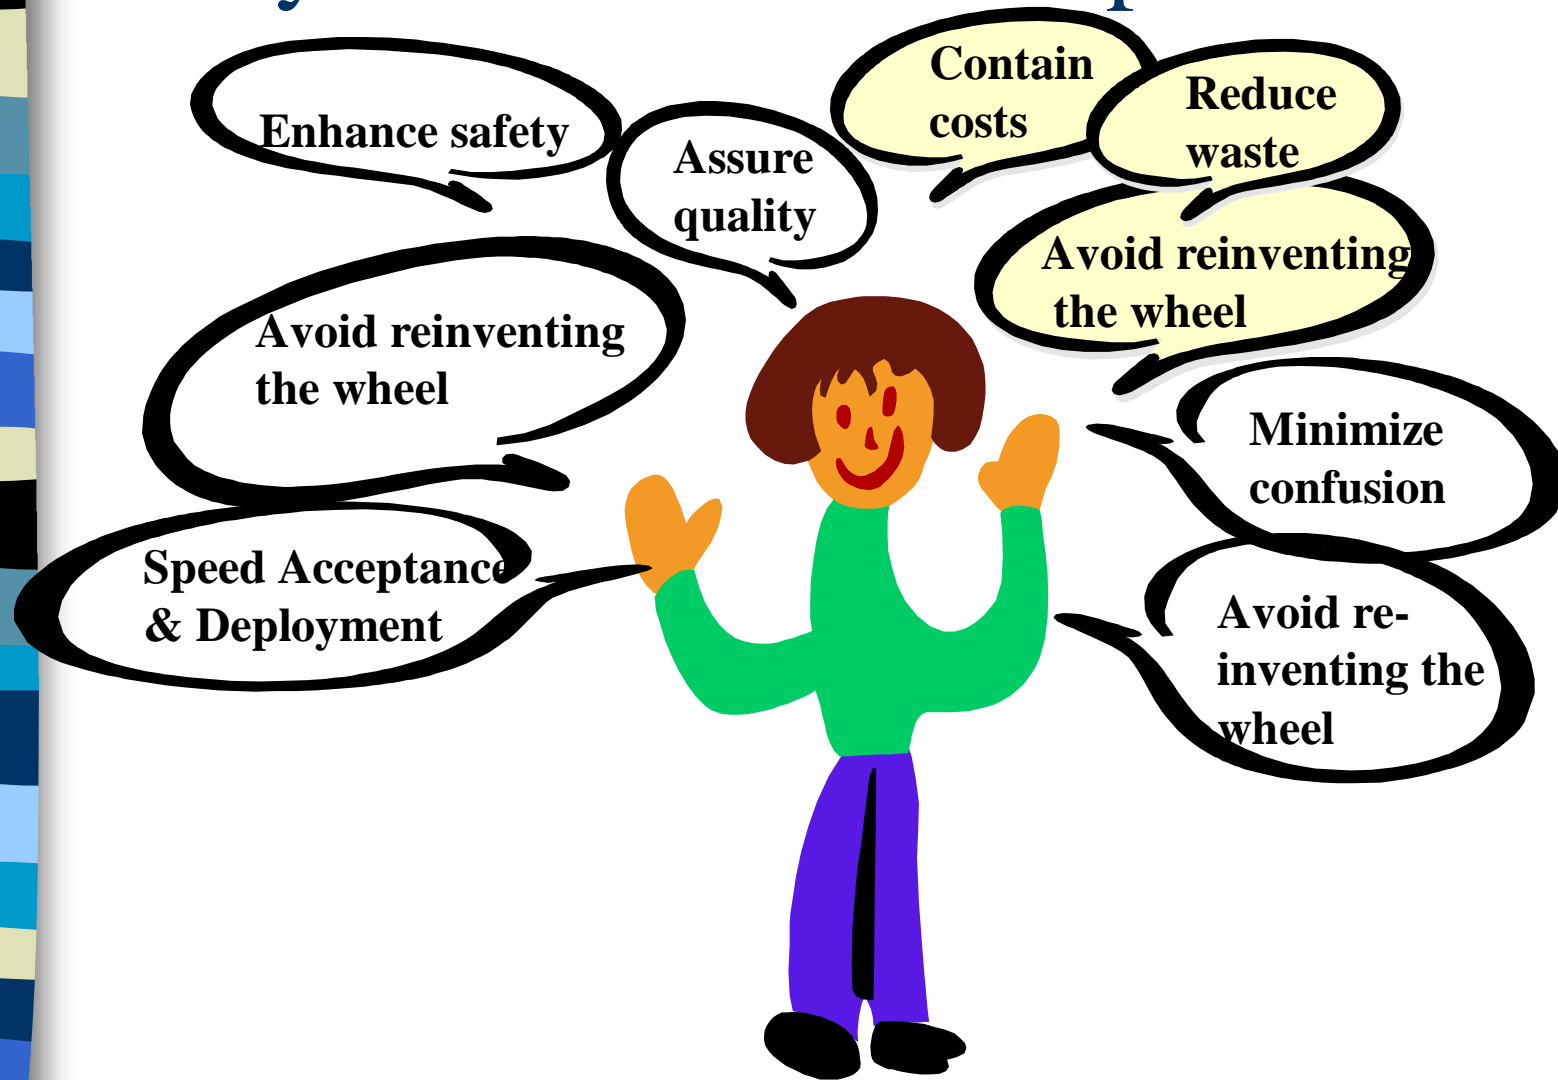 Enhance safety
Assure
quality
Contain
costs
Reduce
waste
Avoid reinventing
the wheel
Avoid reinventing
the wheel
Minimize
confusion
Speed Acceptance
& Deployment
Avoid re-
inventing the
wheel